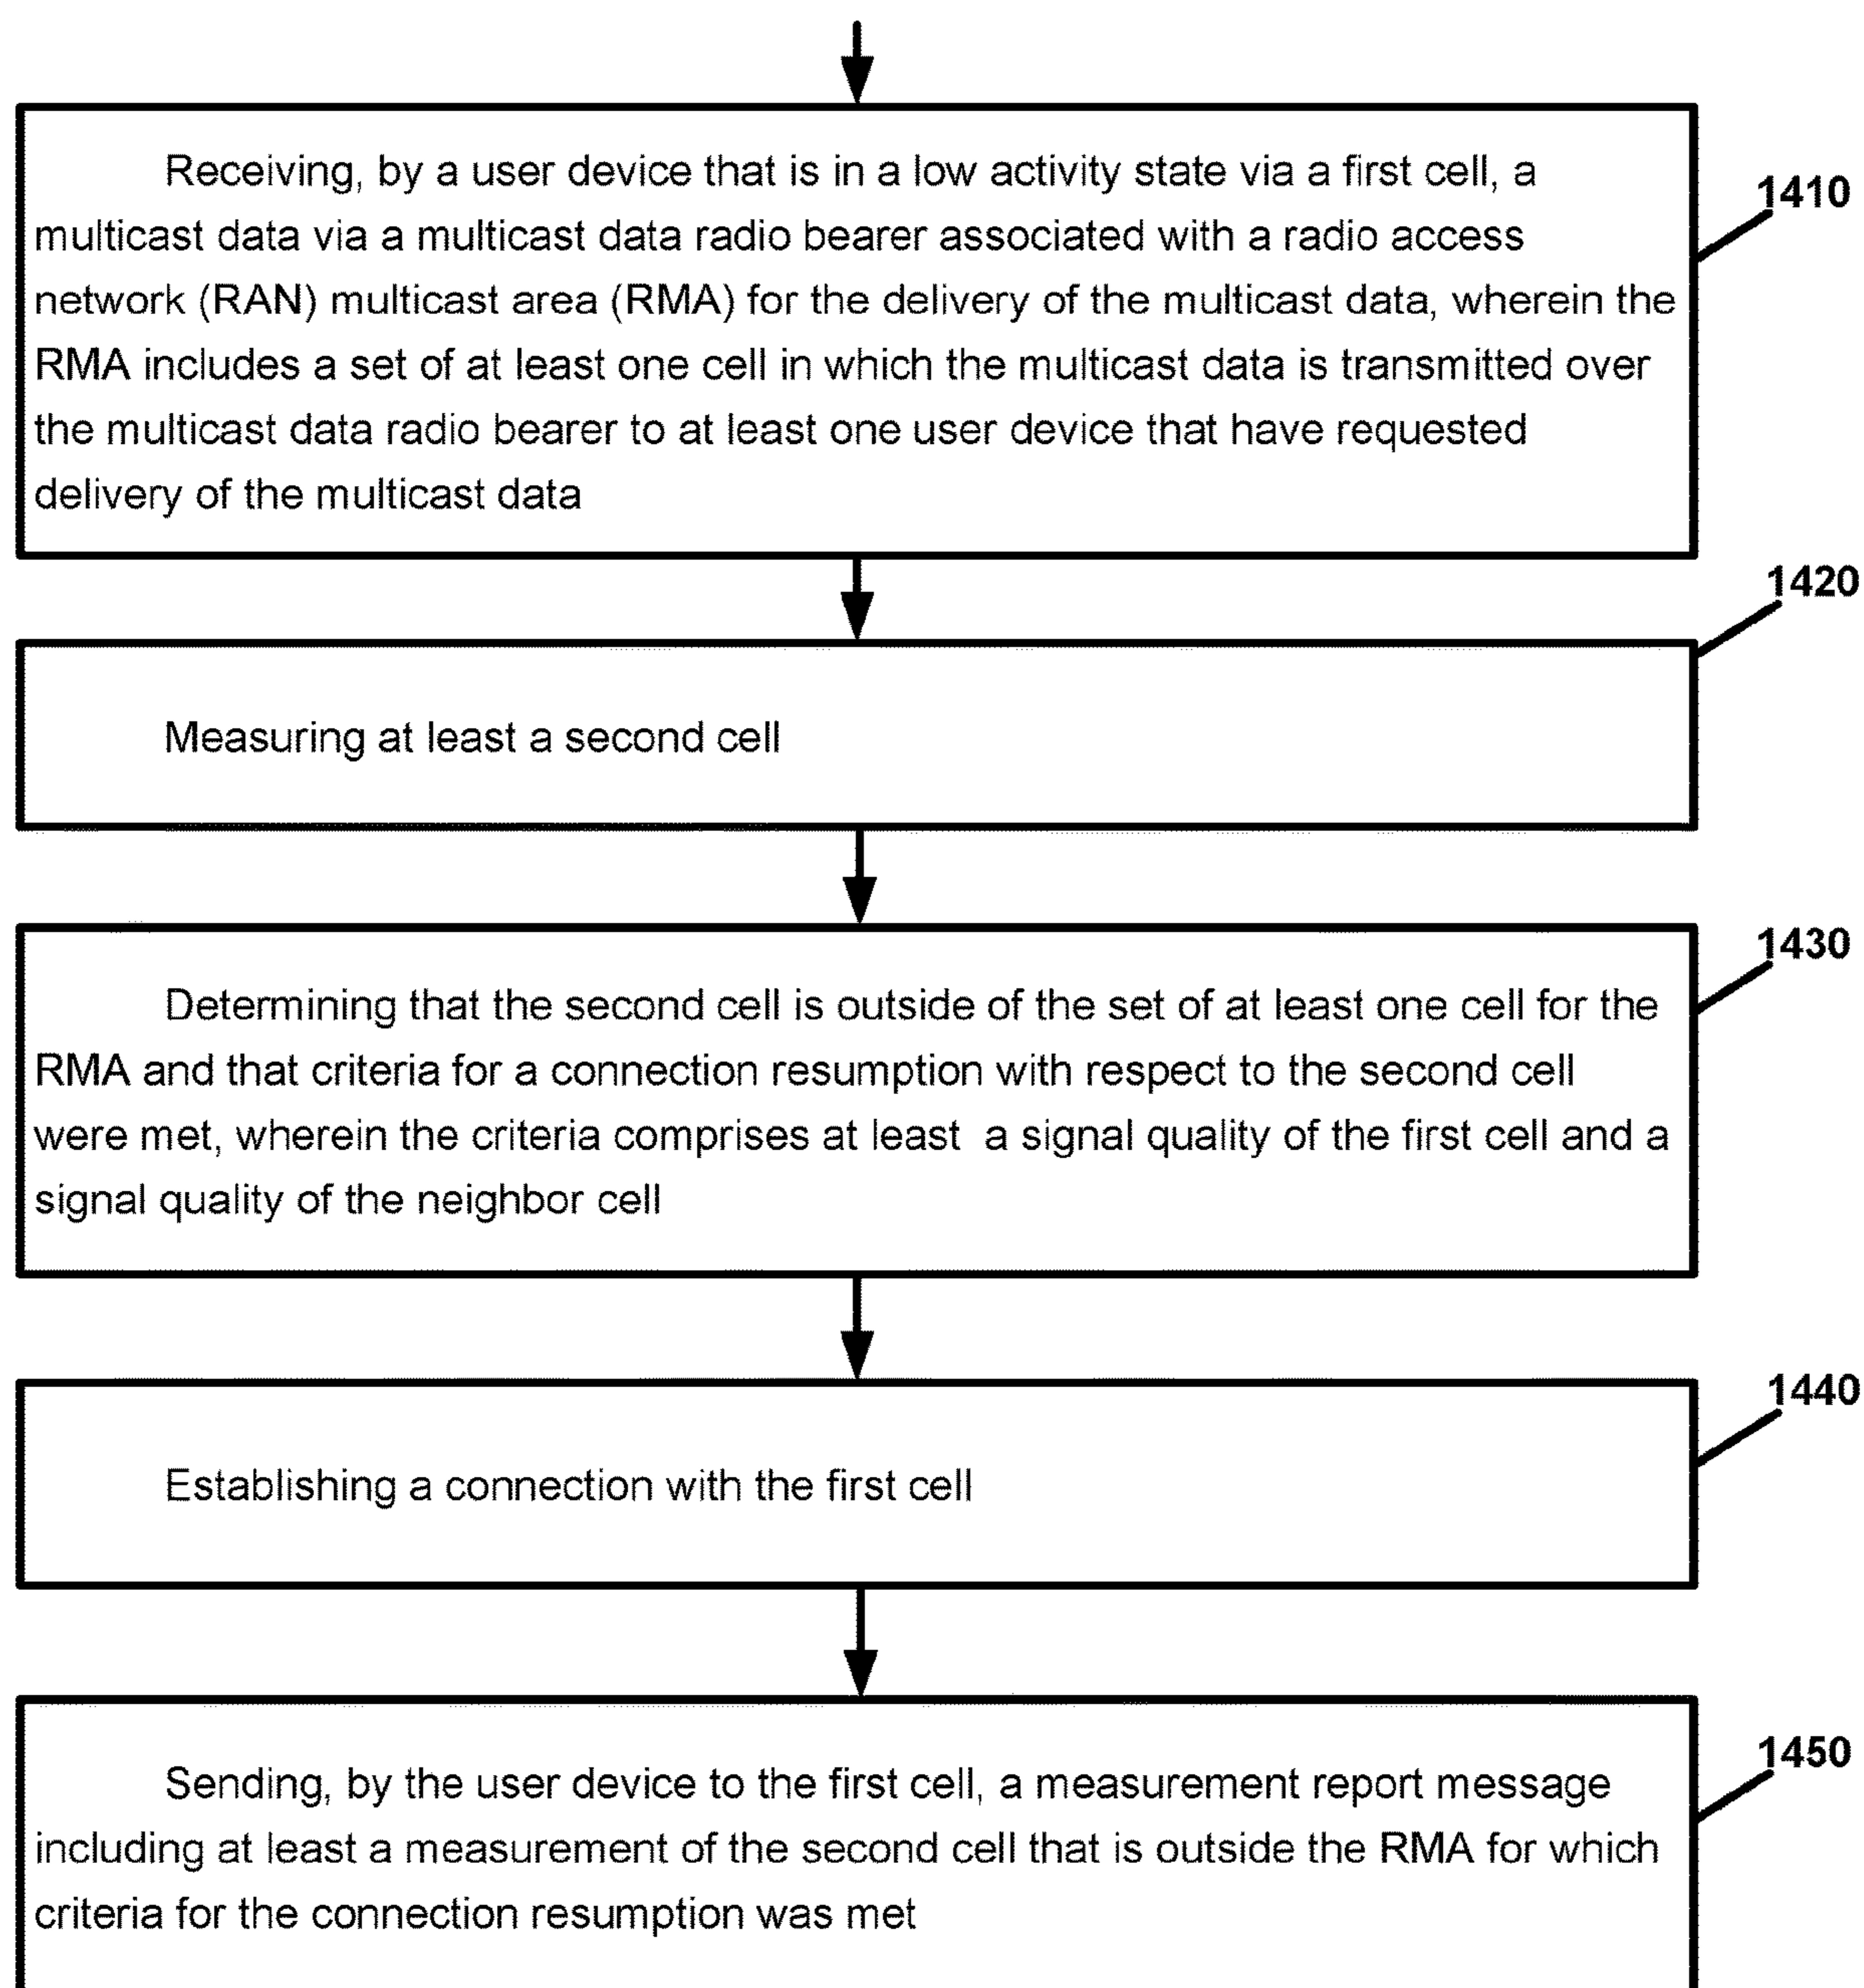 Receiving, by a user device that is in a low activity state via a first cell, a
multicast data via a multicast data radio bearer associated with a radio access
network (RAN) multicast area (RMA) for the delivery of the multicast data, wherein the
RMA includes a set of at least one cell in which the multicast data is transmitted over
the multicast data radio bearer to at least one user device that have requested
delivery of the multicast data
1410
1420
Measuring at least a second cell
1430
Determining that the second cell is outside of the set of at least one cell for the
RMA and that criteria for a connection resumption with respect to the second cell
were met, wherein the criteria comprises at least a signal quality of the first cell and a
signal quality of the neighbor cell
1440
Establishing a connection with the first cell
1450
Sending, by the user device to the first cell, a measurement report message
including at least a measurement of the second cell that is outside the RMA for which
criteria for the connection resumption was met